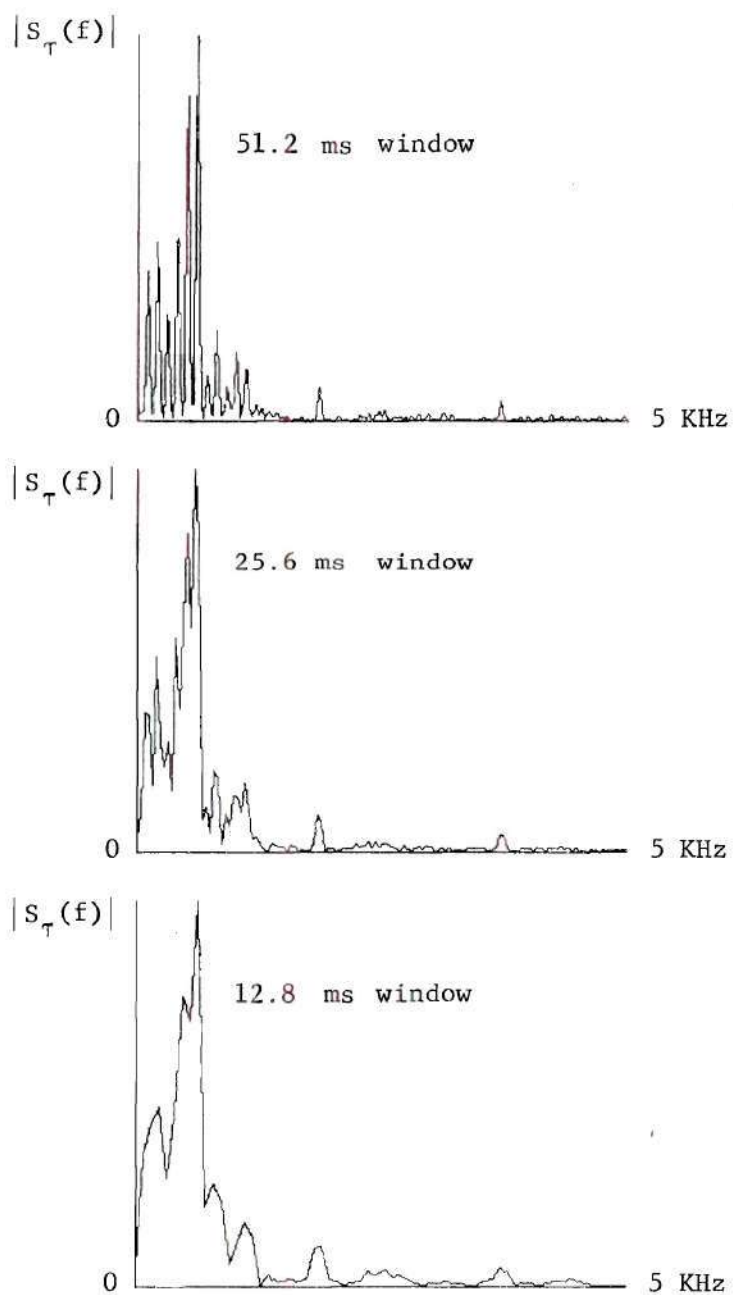 |S_τ(f)|
51.2 ms window
0 5 KHz
|S_τ(f)|
25.6 ms window
0 5 KHz
|S_τ(f)|
12.8 ms window
0 5 KHz